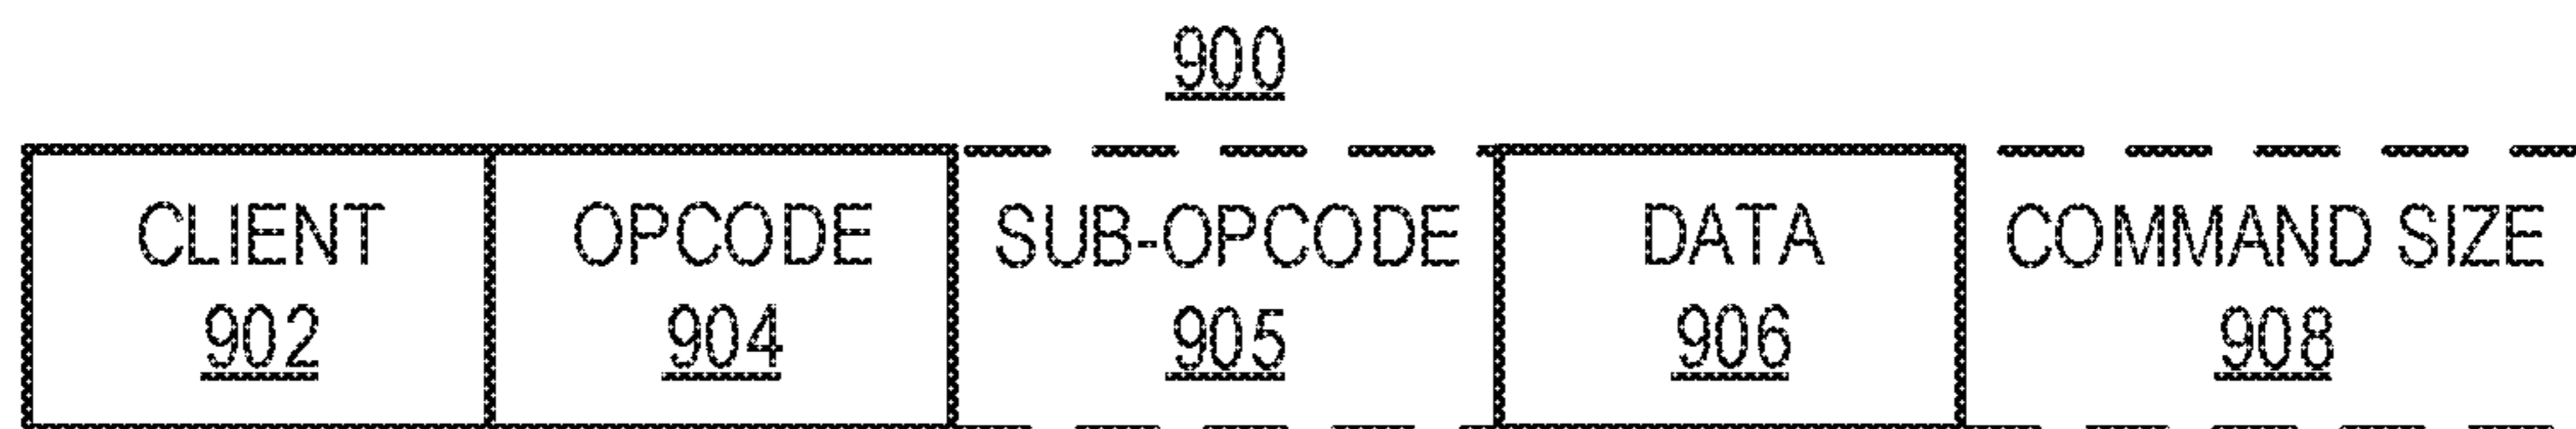 900
CLIENT OPCODE SUB-OPCODE DATA COMMAND SIZE
902 904 905 906 908